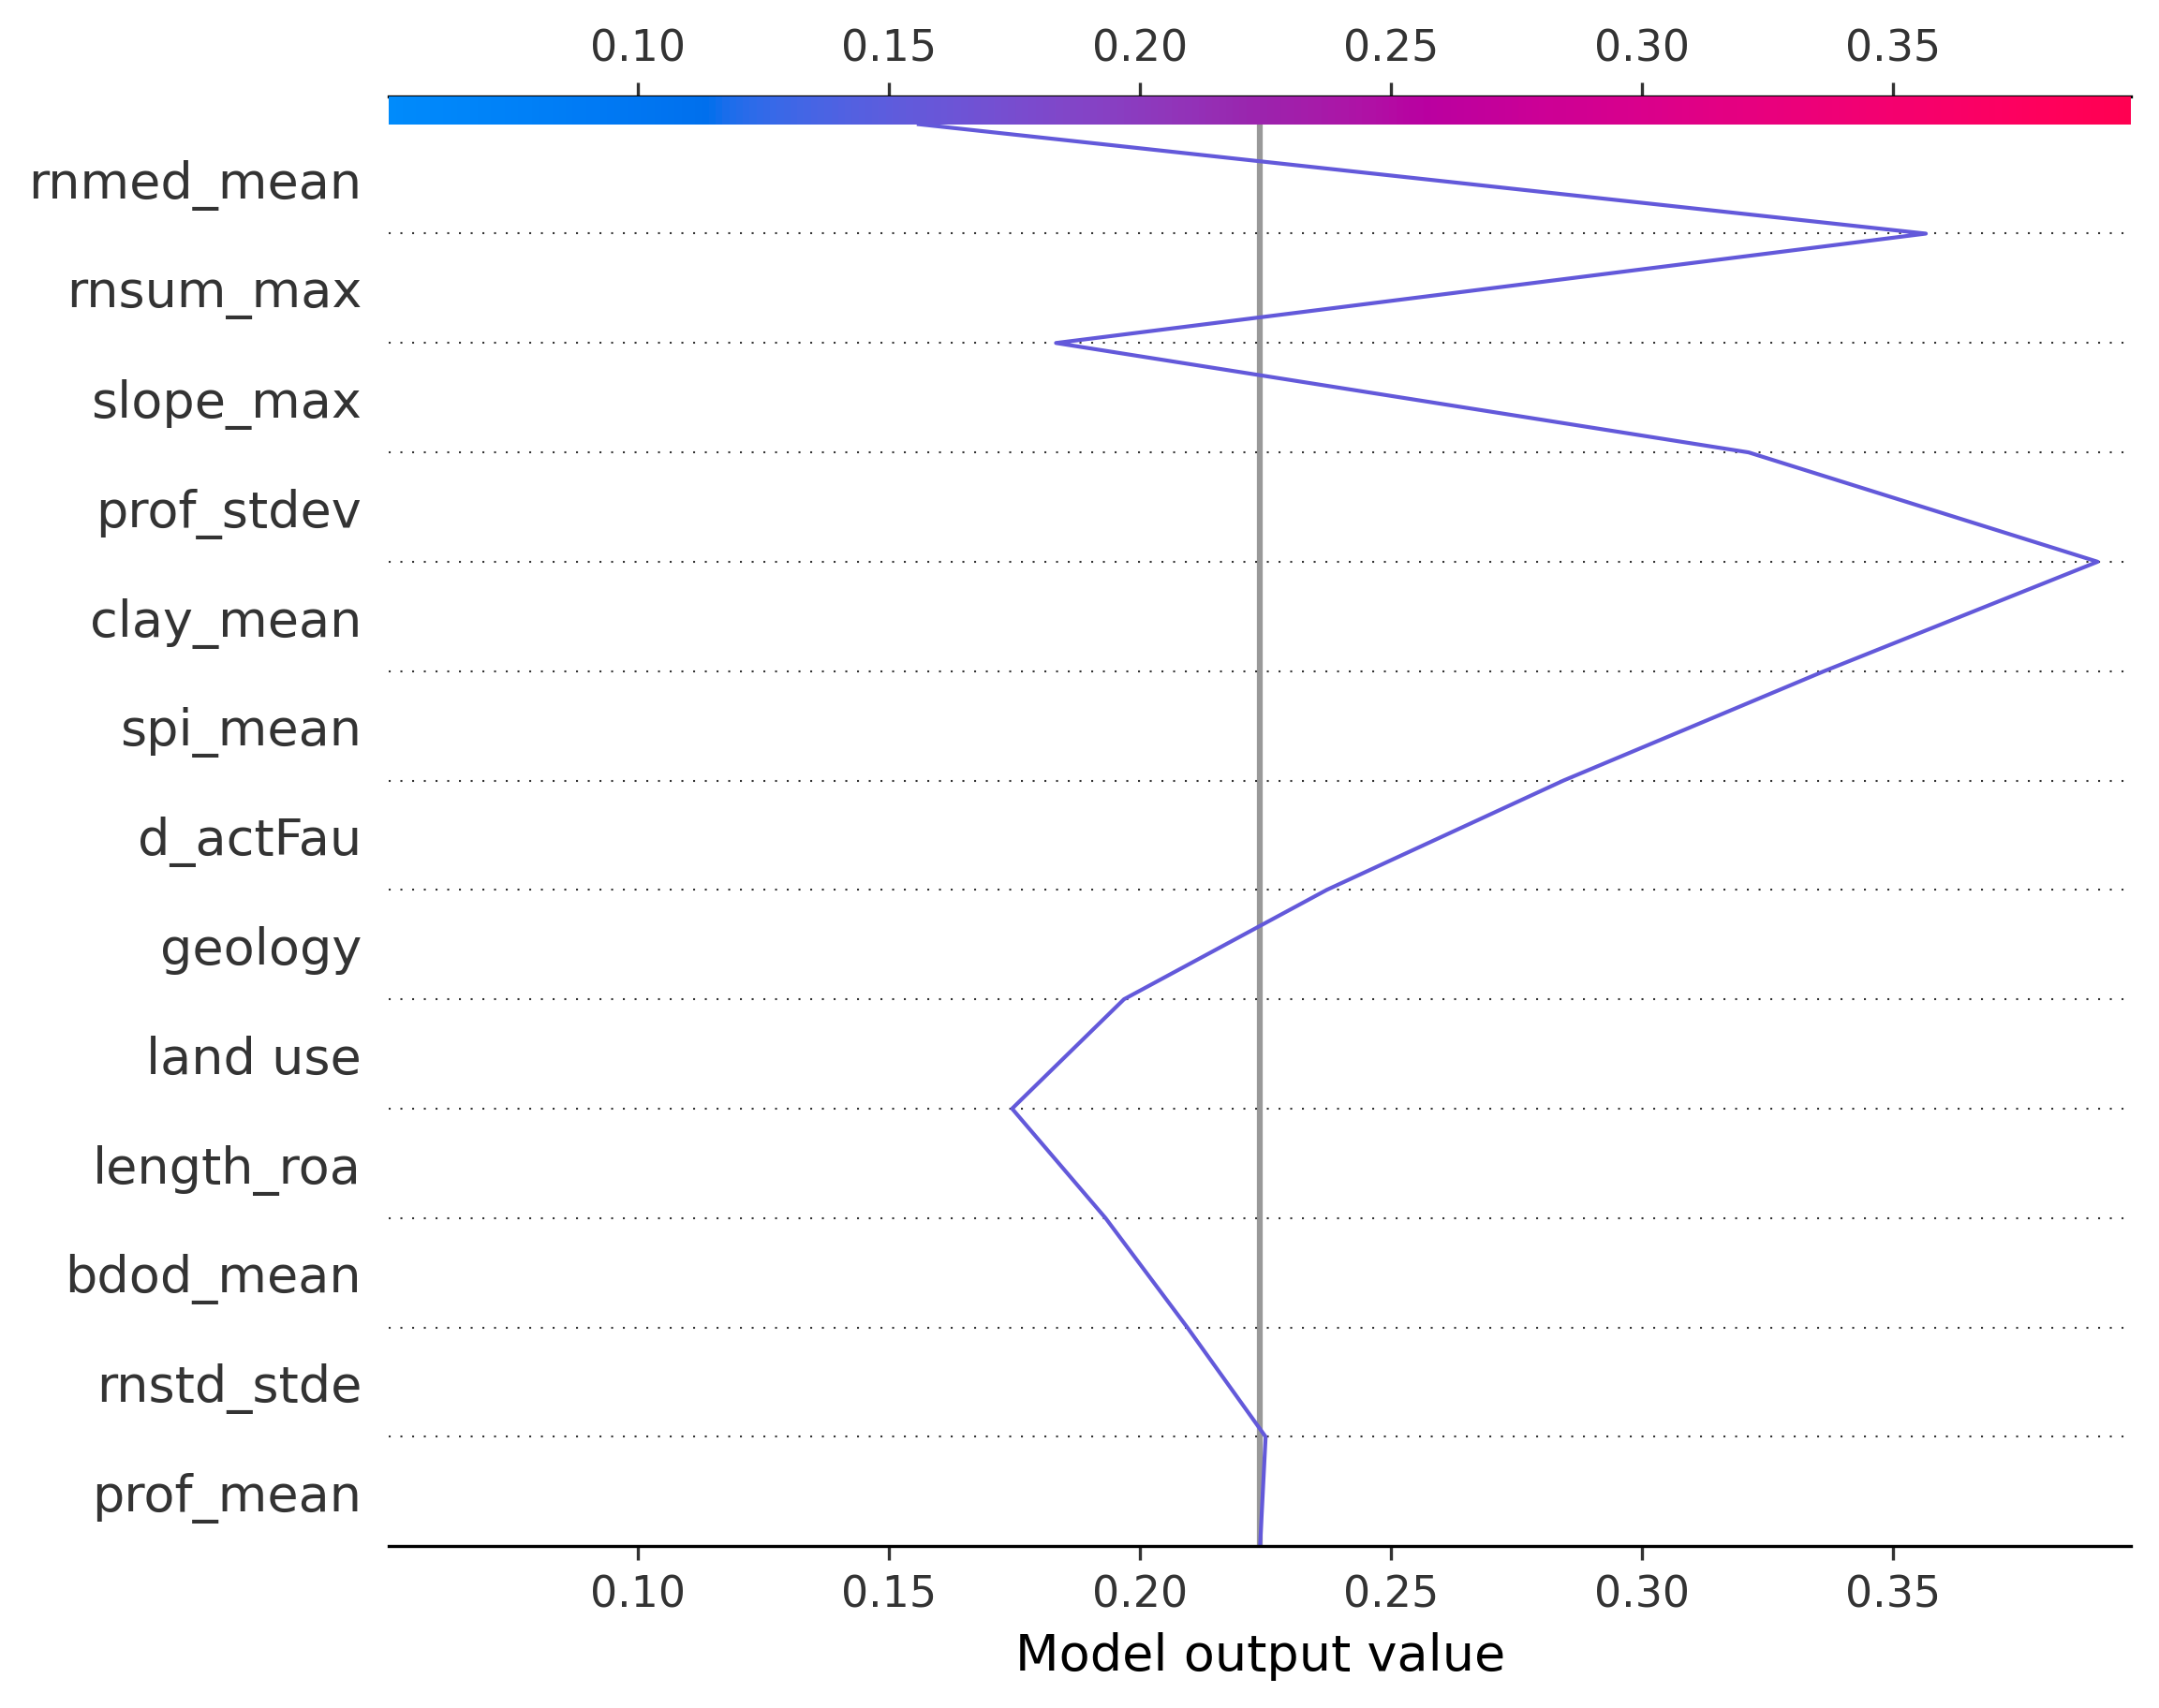 0.10 0.15 0.20 0.25 0.30 0.35
rnmed_mean
rnsum_max
slope_max
prof_stdev
clay_mean
spi_mean
d_actFau
geology
land use
length_roa
bdod_mean
rnstd_stde
prof_mean
0.10 0.15 0.20 0.25 0.30 0.35
Model output value